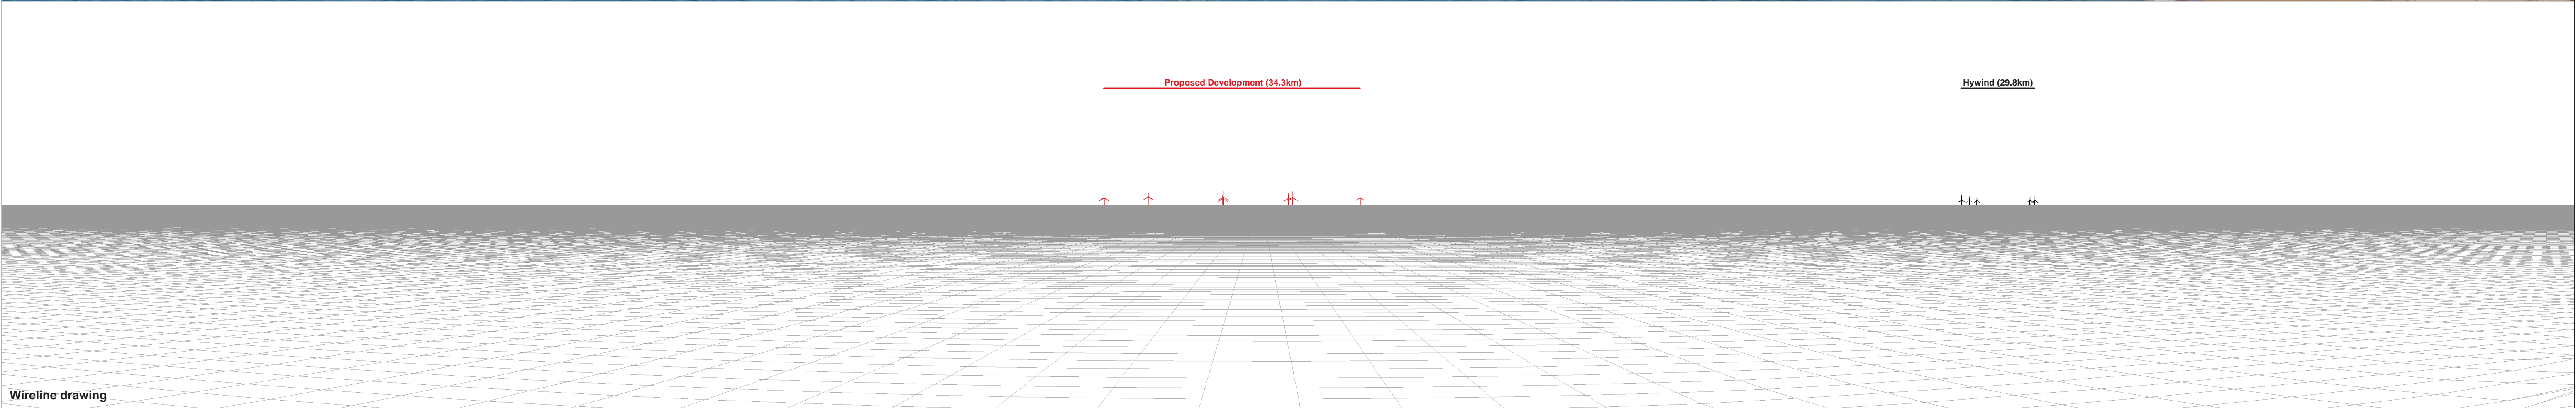 Proposed Development (34.3km)
Hywind (29.8km)
Wireline drawing